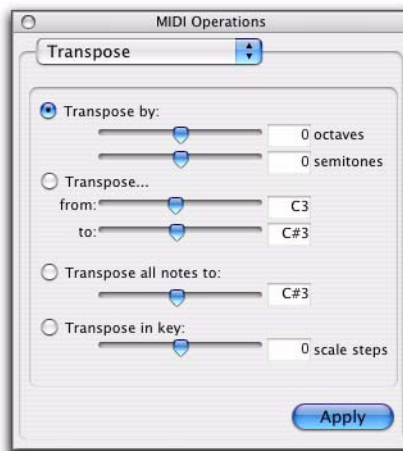 MIDI Operations
Transpose
Transpose by:
0 octaves
0 semitones
Transpose...
from: C3
to: C#3
Transpose all notes to:
C#3
Transpose in key:
0 scale steps
Apply